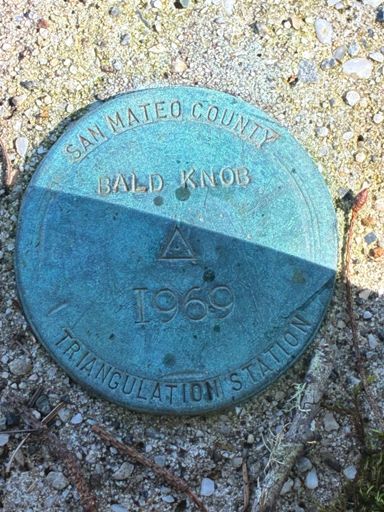 SAN MATEO COUNTY
BALD KNOB
1969
TRIANGULATION STATION